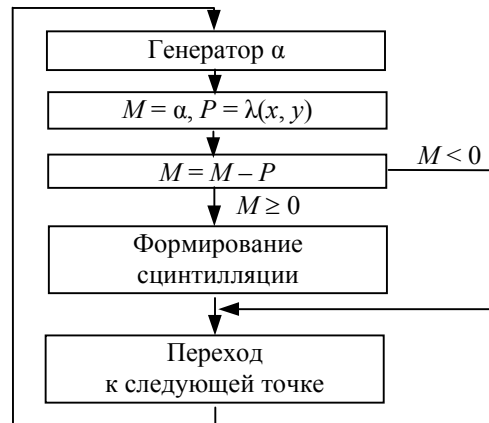 Генератор α
M = α, P = λ(x, y)
M = M – P
M < 0
M ≥ 0
Формирование
сцинтилляции
Переход
к следующей точке